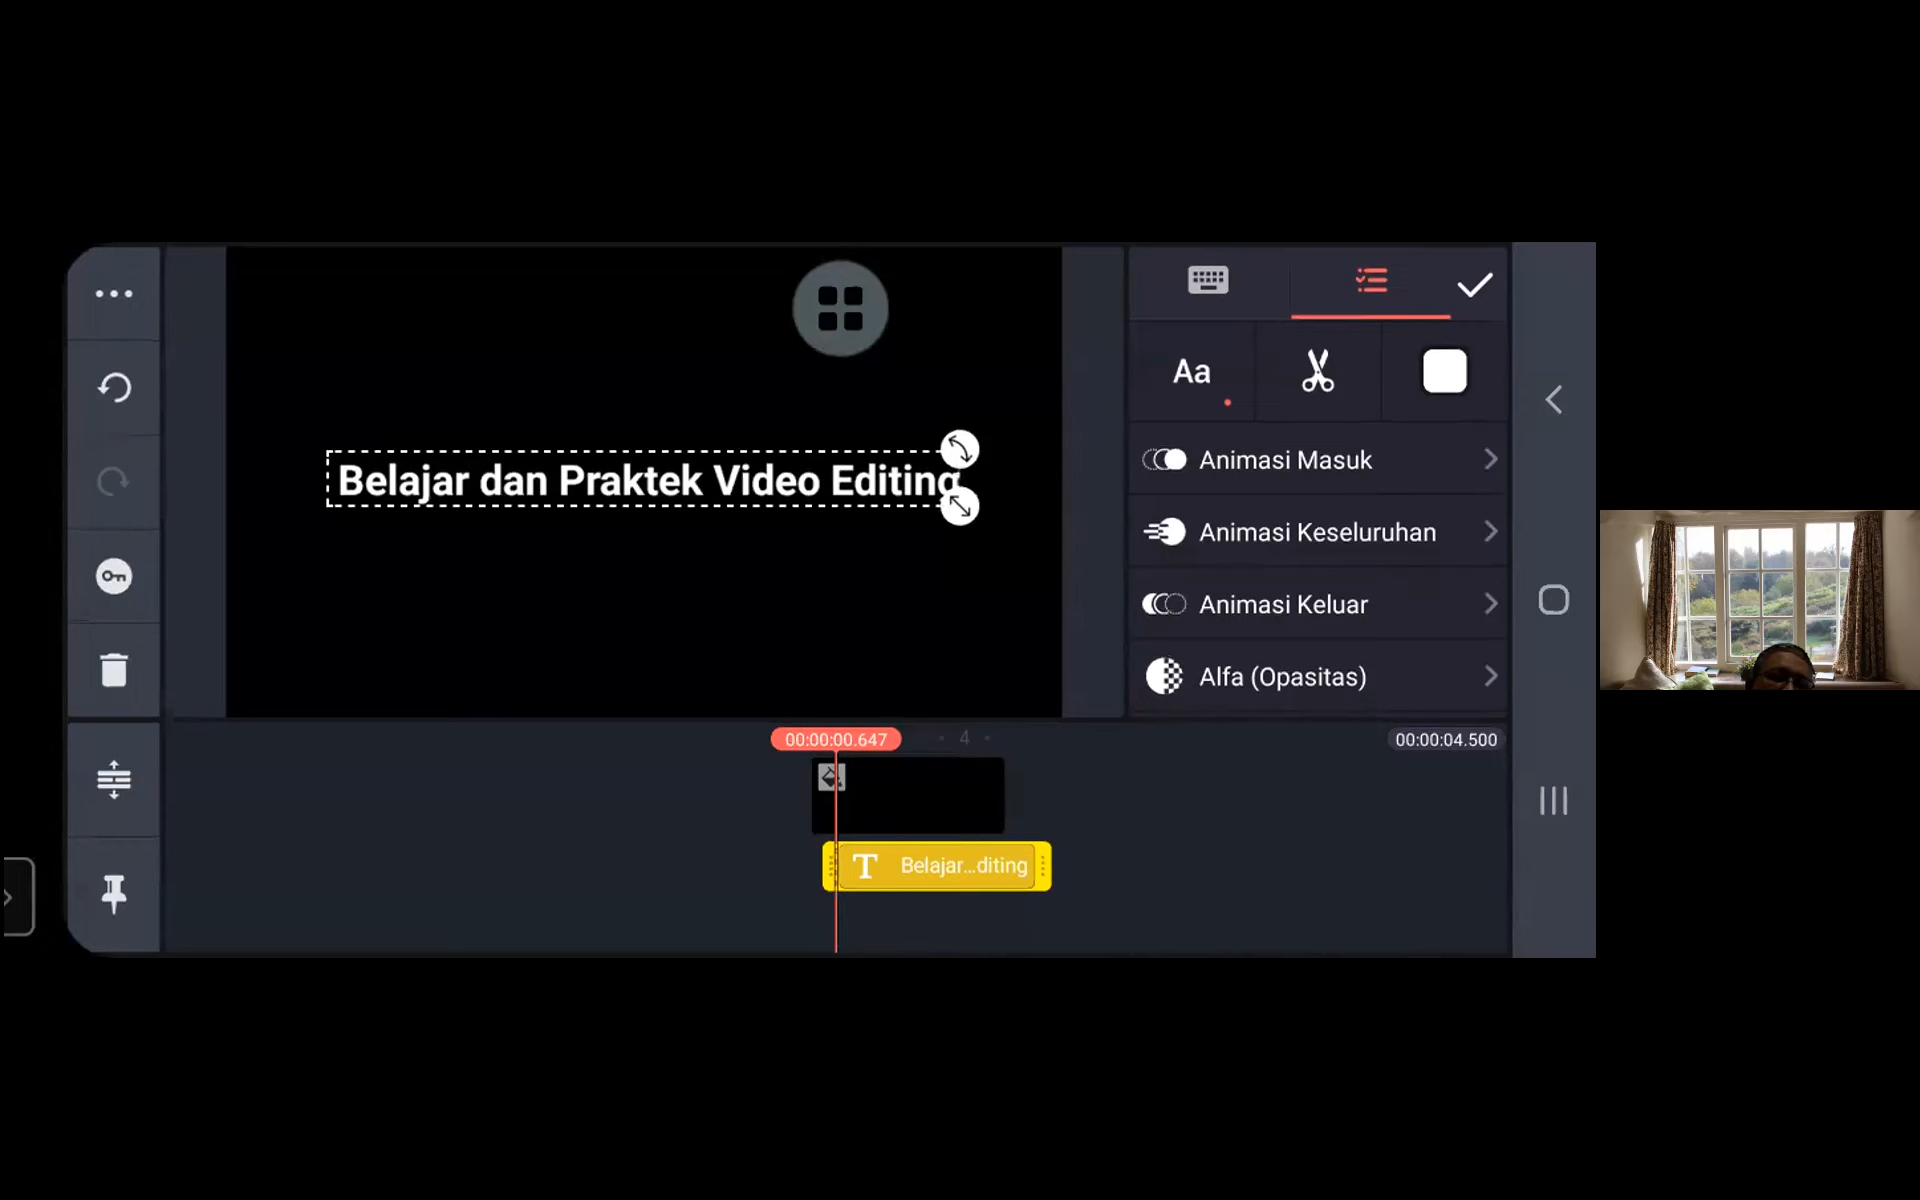 Belajar dan Praktek Video Editing
Aa
Animasi Masuk
Animasi Keseluruhan
Animasi Keluar
Alfa (Opasitas)
00:00:00.647
4
00:00:04.500
T Belajar...diting